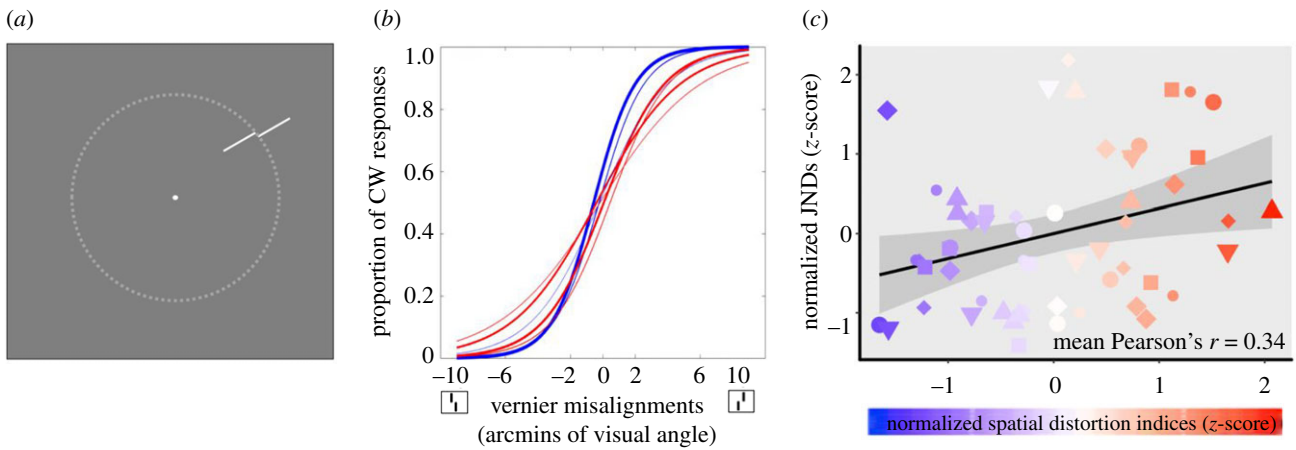 (a)
(b)
(c)
proportion of CW responses
1.0
0.8
0.6
0.4
0.2
0
–10 –6 –2 0 2 6 10
vernier misalignments
(arcmins of visual angle)
normalized JNDs (z-score)
2
1
0
–1
mean Pearson's r = 0.34
–1 0 1 2
normalized spatial distortion indices (z-score)